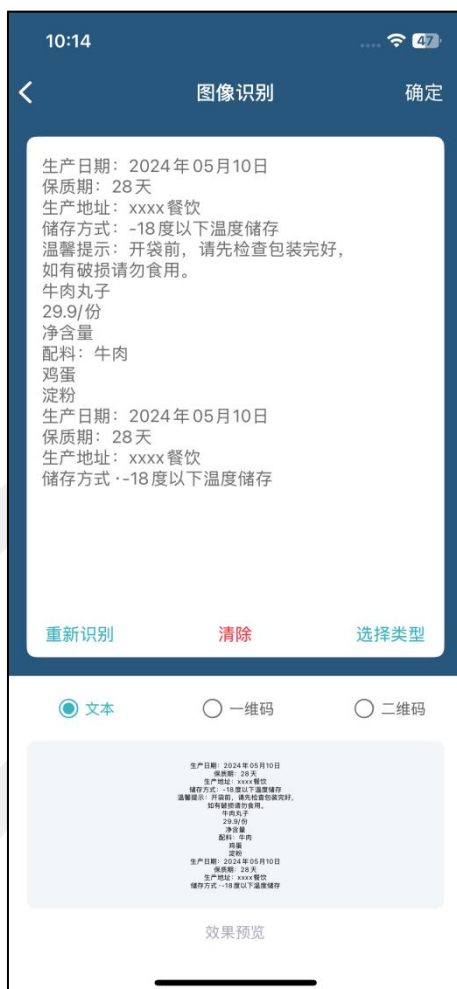 10:14
47
图像识别
确定
生产日期：2024年05月10日
保质期：28天
生产地址：xxxx餐饮
储存方式：-18度以下温度储存
温馨提示：开袋前，请先检查包装完好，
如有破损请勿食用。
牛肉丸子
29.9/份
净含量
配料：牛肉
鸡蛋
淀粉
生产日期：2024年05月10日
保质期：28天
生产地址：xxxx餐饮
储存方式·-18度以下温度储存
重新识别
清除
选择类型
文本
一维码
二维码
生产日期：2024年05月10日
保质期：28天
生产地址：xxxx餐饮
储存方式：-18度以下温度储存
温馨提示：开袋前，请先检查包装完好，
如有破损请勿食用。
牛肉丸子
29.9/份
净含量
配料：牛肉
鸡蛋
淀粉
生产日期：2024年05月10日
保质期：28天
生产地址：xxxx餐饮
储存方式·-18度以下温度储存
效果预览